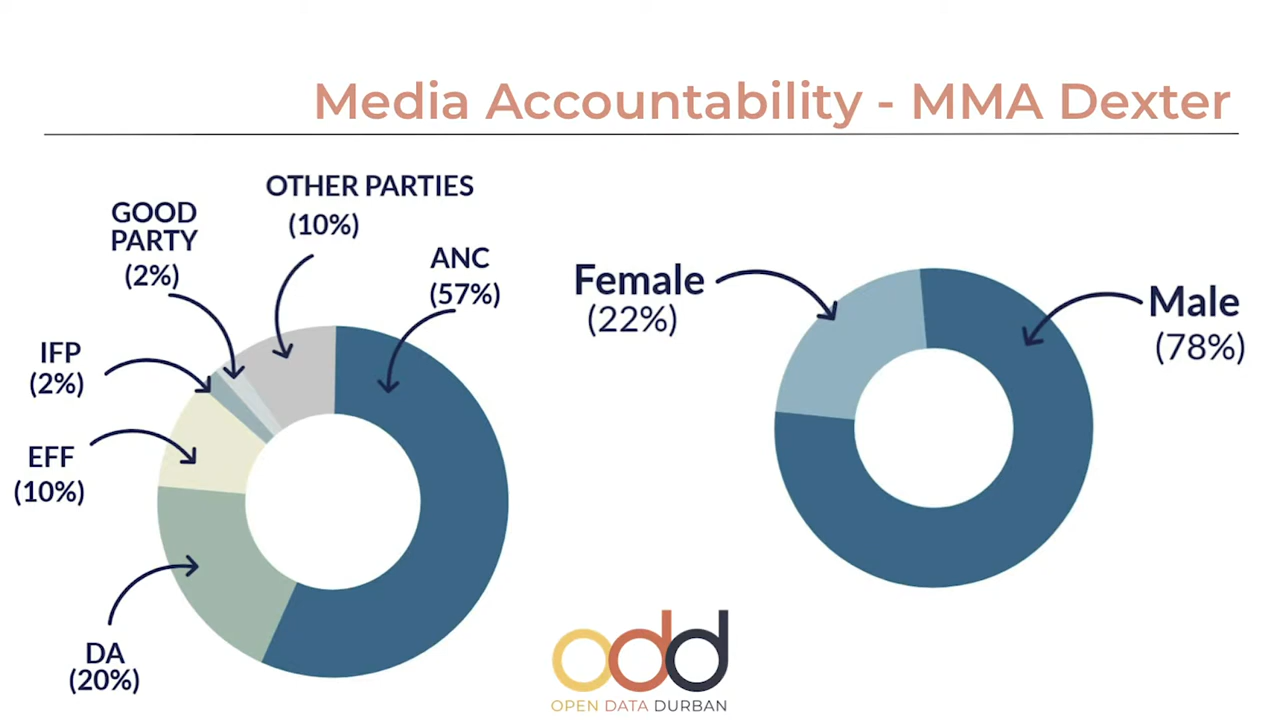 Media Accountability - MMA Dexter
OTHER PARTIES
(10%)
GOOD
PARTY
(2%)
ANC
(57%)
IFP
(2%)
EFF
(10%)
DA
(20%)
Female
(22%)
Male
(78%)
odd
OPEN DATA DURBAN